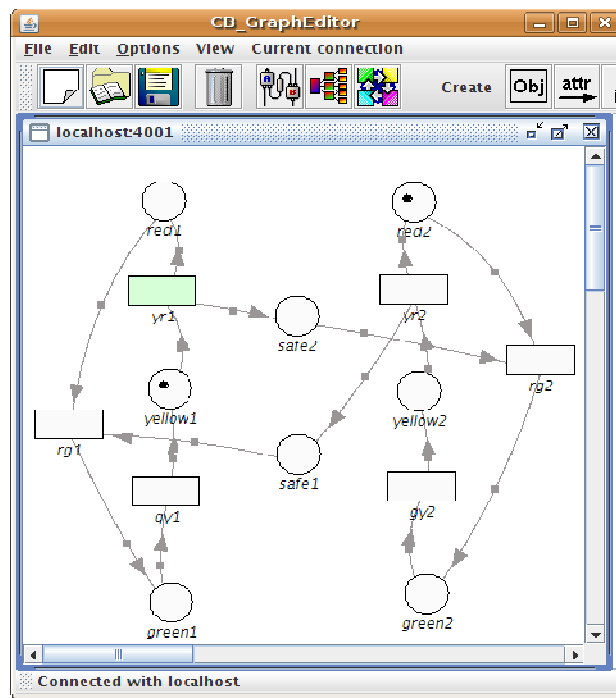 CB_GraphEditor
File Edit Options View Current connection
Create Obj attr
localhost:4001
red1 red2
yr1 yr2
safe2
rg2
yellow1 yellow2
rg1
safe1
gy1 gy2
green1 green2
Connected with localhost